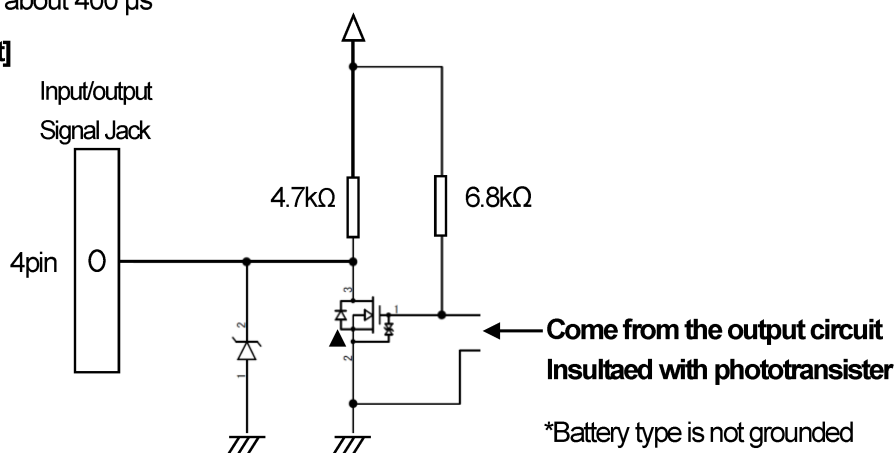 about 400 µs
t]
Input/output
Signal Jack
4.7kΩ
6.8kΩ
4pin
O
3
1
2
2
1
Come from the output circuit
Insultaed with phototransister
*Battery type is not grounded